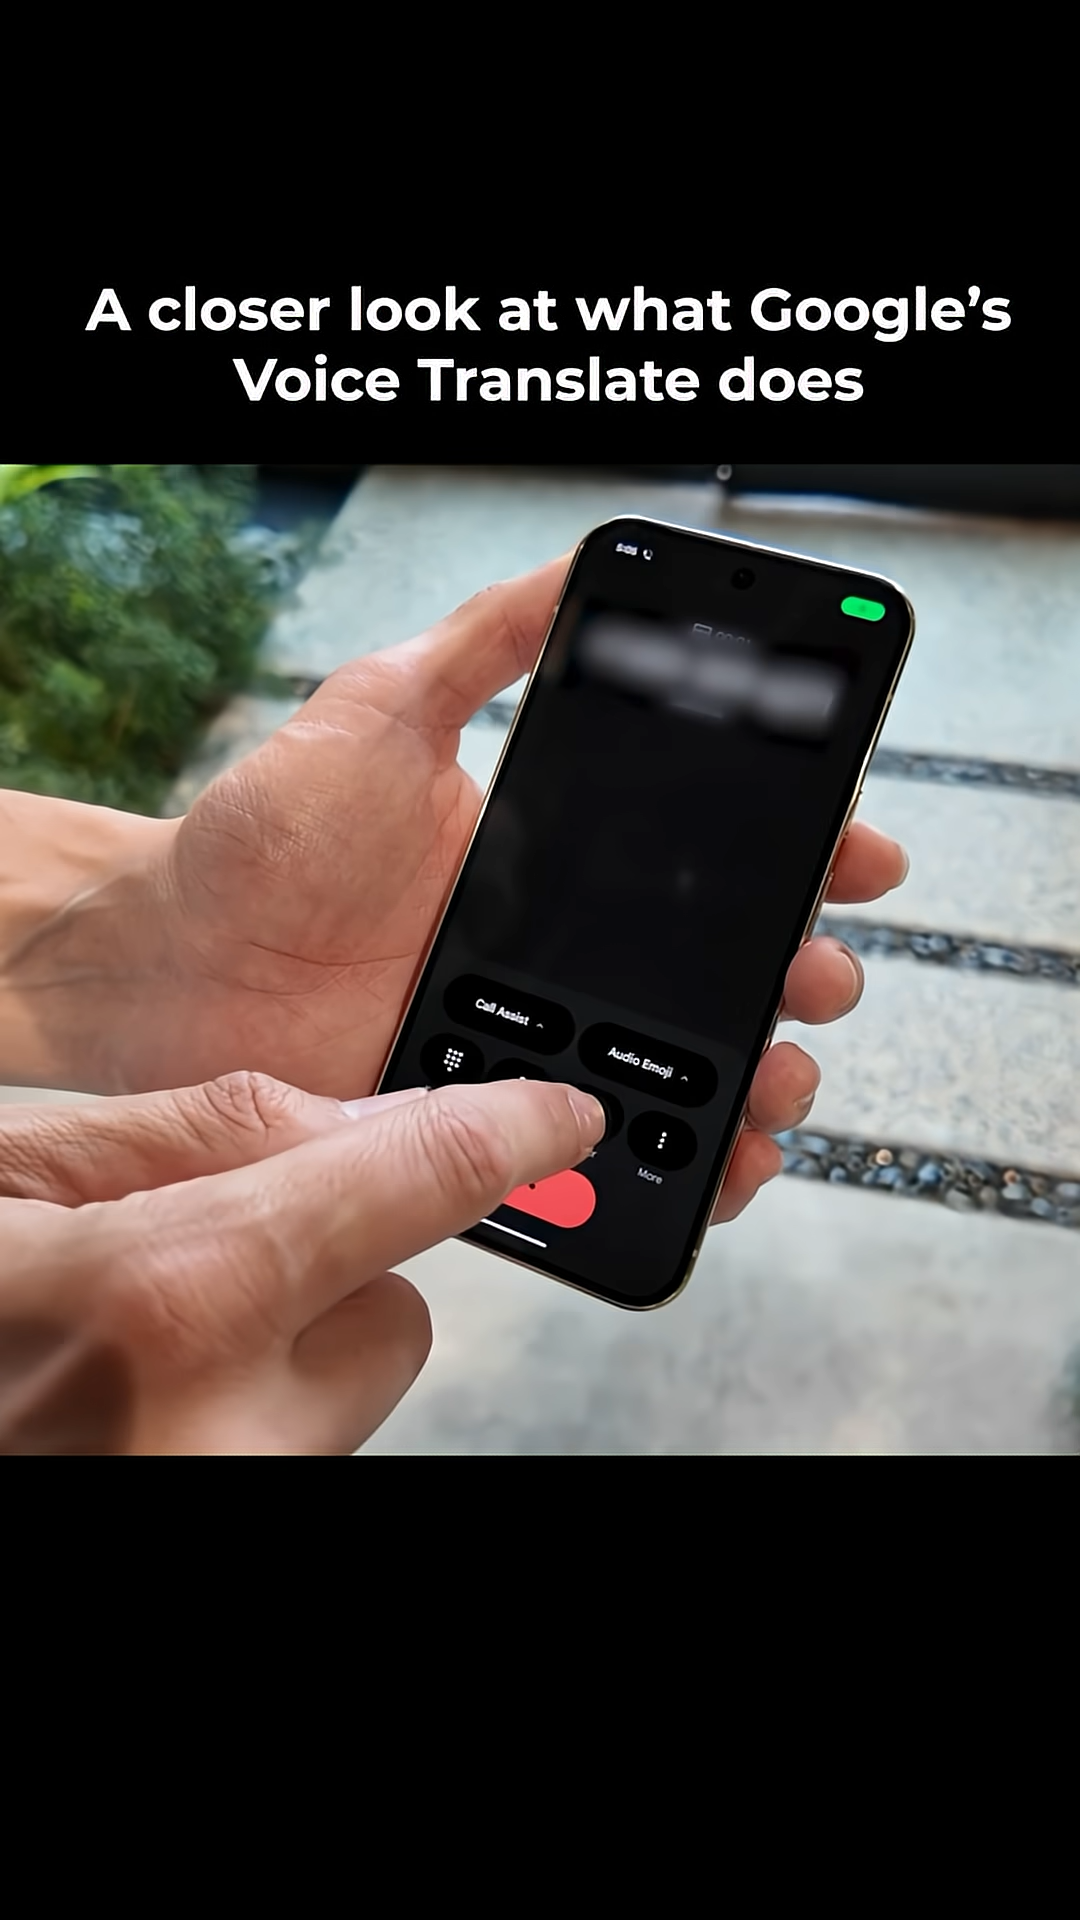 A closer look at what Google’s
Voice Translate does
Call Assist
Audio Emoji
More